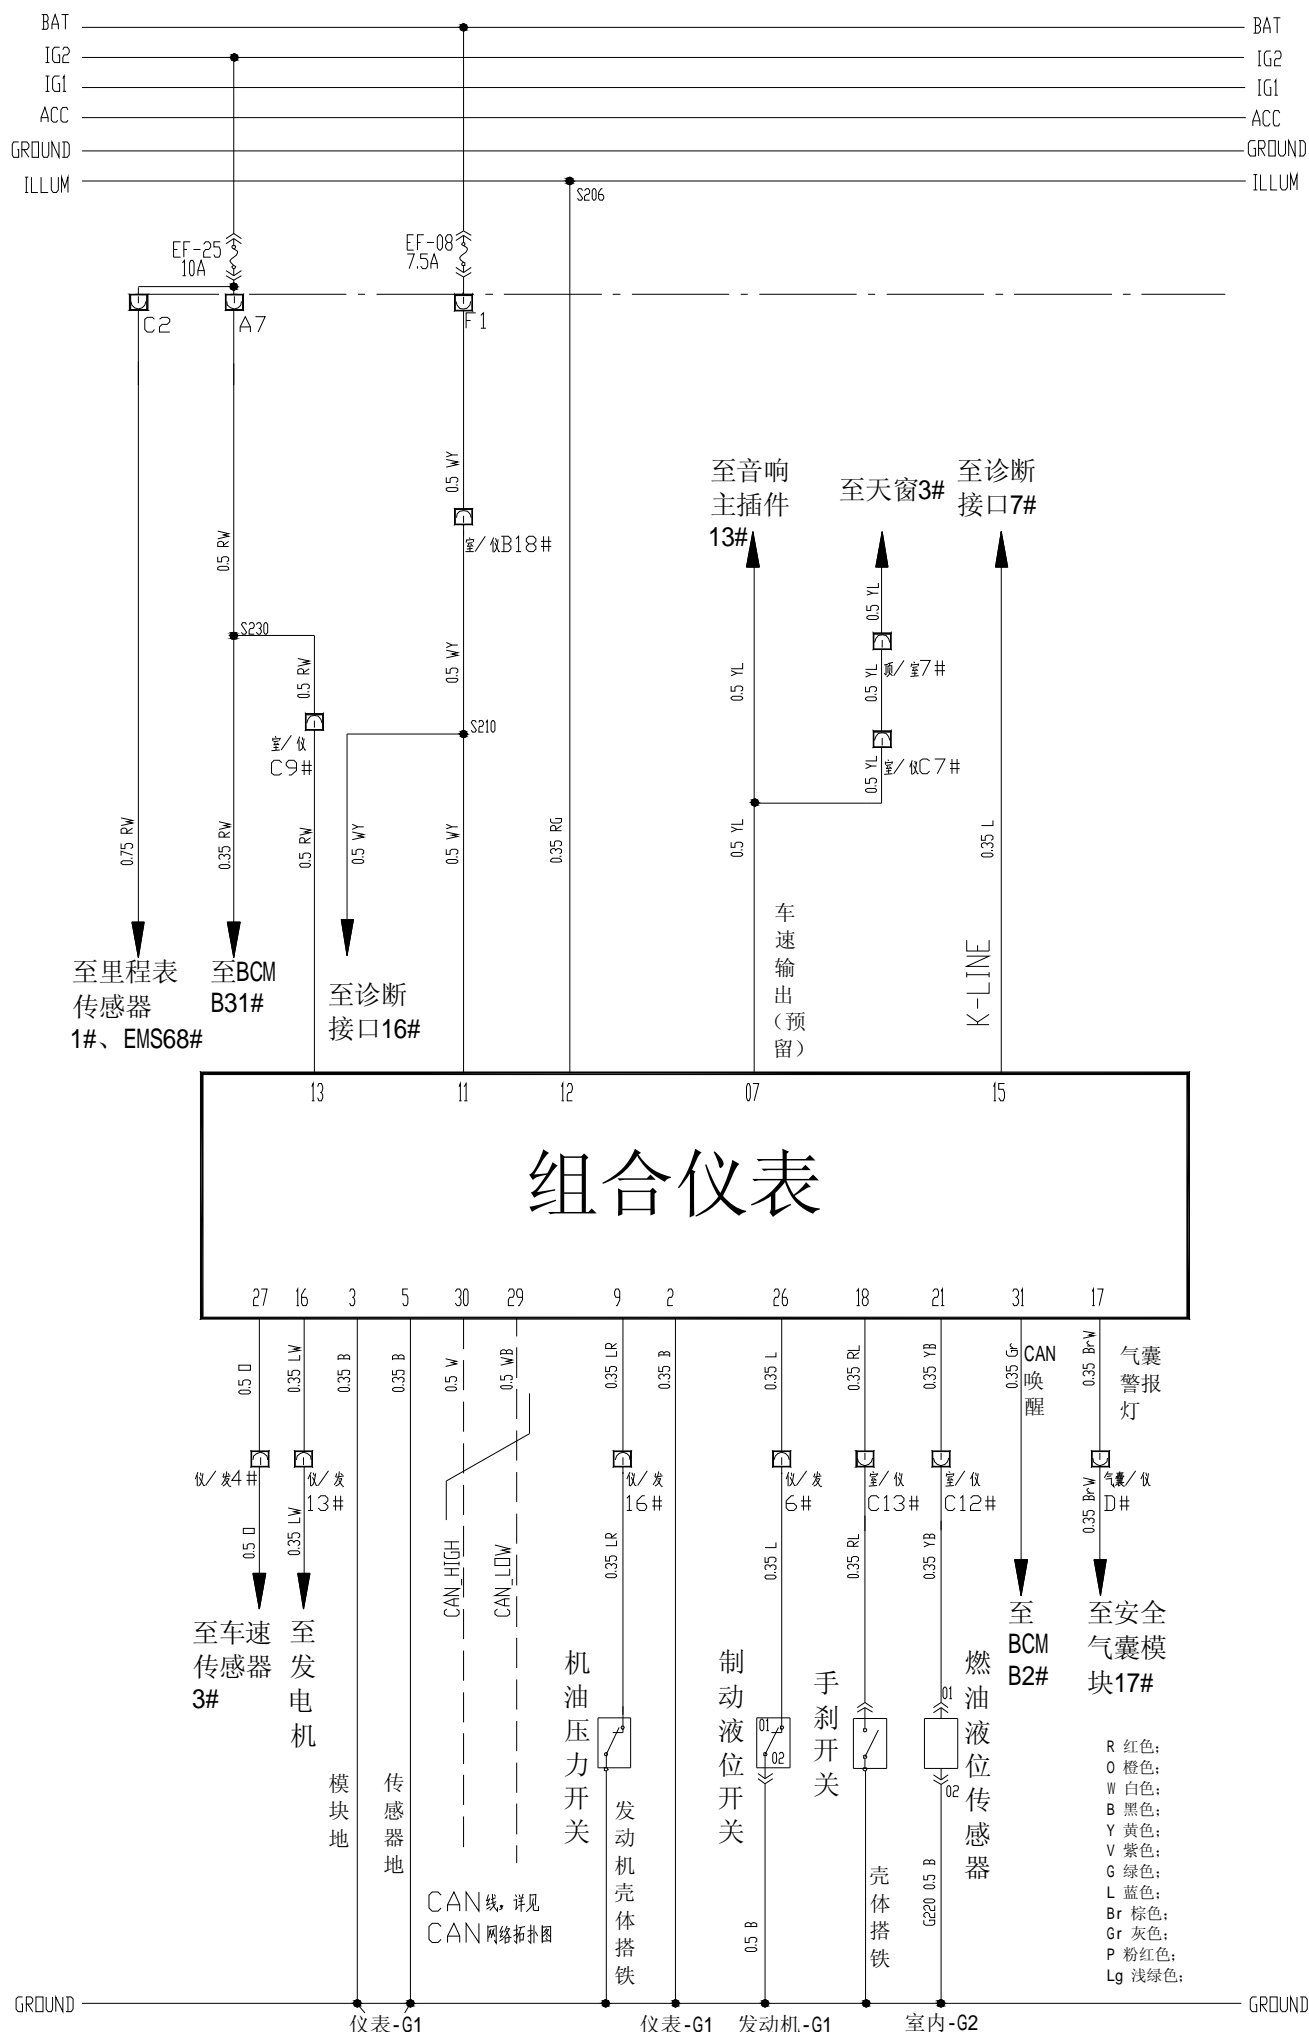 BAT
BAT
IG2
IG2
IG1
IG1
ACC
ACC
GROUND
GROUND
ILLUM
ILLUM
S206
EF-25
10A
EF-08
7.5A
C2
A7
F1
0.5 WY
至音响
主插件
13#
至天窗3#
至诊断
接口7#
室/仪B18#
0.5 RW
0.5 YL
S230
0.5 RW
0.5 WY
0.5 YL
0.5 YL
顶/室7#
S210
室/仪
C9#
室/仪C7#
0.5 YL
0.75 RW
0.35 RW
0.5 RW
0.5 WY
0.5 WY
0.35 RG
0.5 YL
0.35 L
车速输出(预留)
K-LINE
至里程表
传感器
1#、EMS68#
至BCM
B31#
至诊断
接口16#
13
11
12
07
15
组合仪表
27
16
3
5
30
29
9
2
26
18
21
31
17
0.5 O
0.35 LW
0.35 B
0.35 B
0.5 W
0.5 WB
0.35 LR
0.35 B
0.35 L
0.35 RL
0.35 YB
0.35 Gr
CAN
唤
醒
0.35 BrW
气囊
警报
灯
仪/发4#
仪/发
13#
仪/发
16#
仪/发
6#
室/仪
C13#
室/仪
C12#
气囊/仪
D#
0.5 O
0.35 LW
CAN_HIGH
CAN_LOW
0.35 LR
0.35 L
0.35 RL
0.35 YB
0.35 BrW
至车速
传感器
3#
至发电机
至
BCM
B2#
至安全
气囊模
块17#
机油压力开关
制动液位开关
01
02
手刹开关
01
02
燃油液位传感器
模块地
传感器地
发动机壳体搭铁
壳体搭铁
CAN线,详见
CAN网络拓扑图
0.5 B
G220 0.5 B
R 红色;
O 橙色;
W 白色;
B 黑色;
Y 黄色;
V 紫色;
G 绿色;
L 蓝色;
Br 棕色;
Gr 灰色;
P 粉红色;
Lg 浅绿色;
GROUND
GROUND
仪表-G1
仪表-G1
发动机-G1
室内-G2